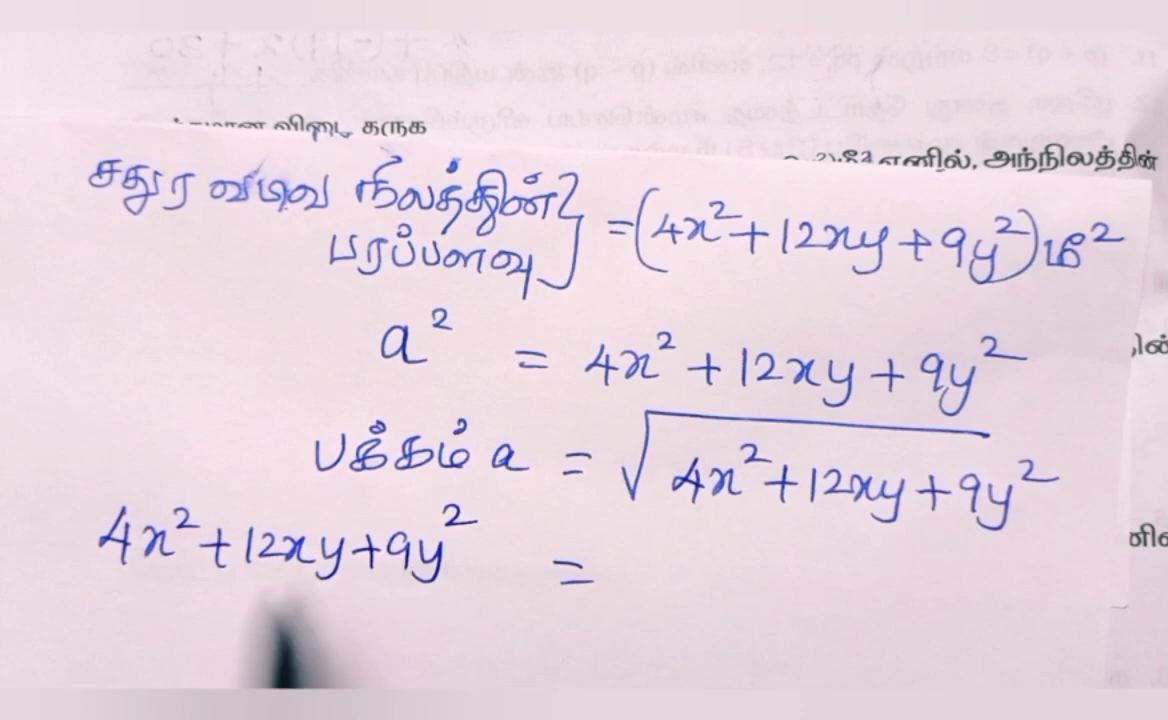 விடை தருக
எனில், அந்நிலத்தின்
சதுர வடிவ நிலத்தின்
பரப்பளவு } = (4x² + 12xy + 9y²) மீ²
a² = 4x² + 12xy + 9y²
பக்கம் a = √4x² + 12xy + 9y²
4x² + 12xy + 9y² =